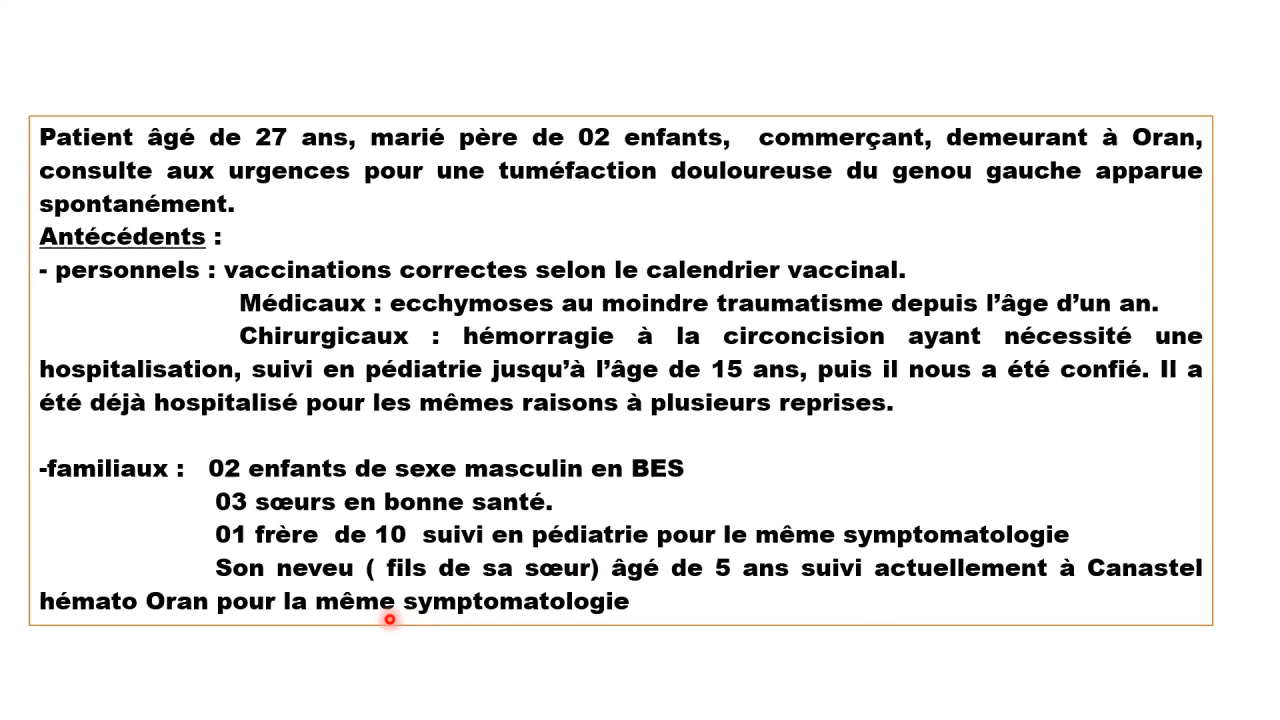 Patient âgé de 27 ans, marié père de 02 enfants, commerçant, demeurant à Oran,
consulte aux urgences pour une tuméfaction douloureuse du genou gauche apparue
spontanément.
Antécédents :
- personnels : vaccinations correctes selon le calendrier vaccinal.
Médicaux : ecchymoses au moindre traumatisme depuis l’âge d’un an.
Chirurgicaux : hémorragie à la circoncision ayant nécessité une
hospitalisation, suivi en pédiatrie jusqu’à l’âge de 15 ans, puis il nous a été confié. Il a
été déjà hospitalisé pour les mêmes raisons à plusieurs reprises.
-familiaux : 02 enfants de sexe masculin en BES
03 sœurs en bonne santé.
01 frère de 10 suivi en pédiatrie pour le même symptomatologie
Son neveu ( fils de sa sœur) âgé de 5 ans suivi actuellement à Canastel
hémato Oran pour la même symptomatologie